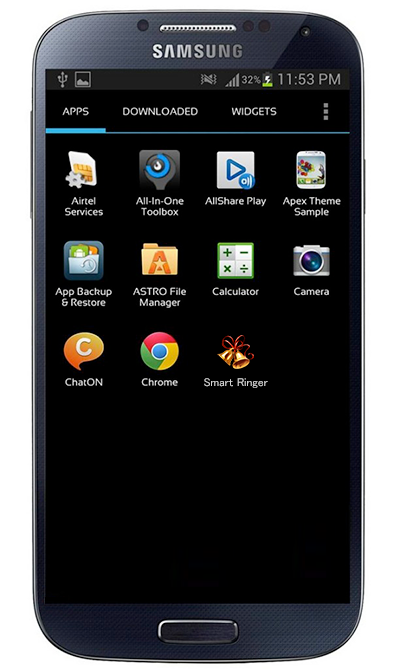 SAMSUNG
32% 11:53 PM
APPS DOWNLOADED WIDGETS
Airtel Services
All-In-One Toolbox
AllShare Play
Apex Theme Sample
App Backup & Restore
ASTRO File Manager
Calculator
Camera
ChatON
Chrome
Smart Ringer